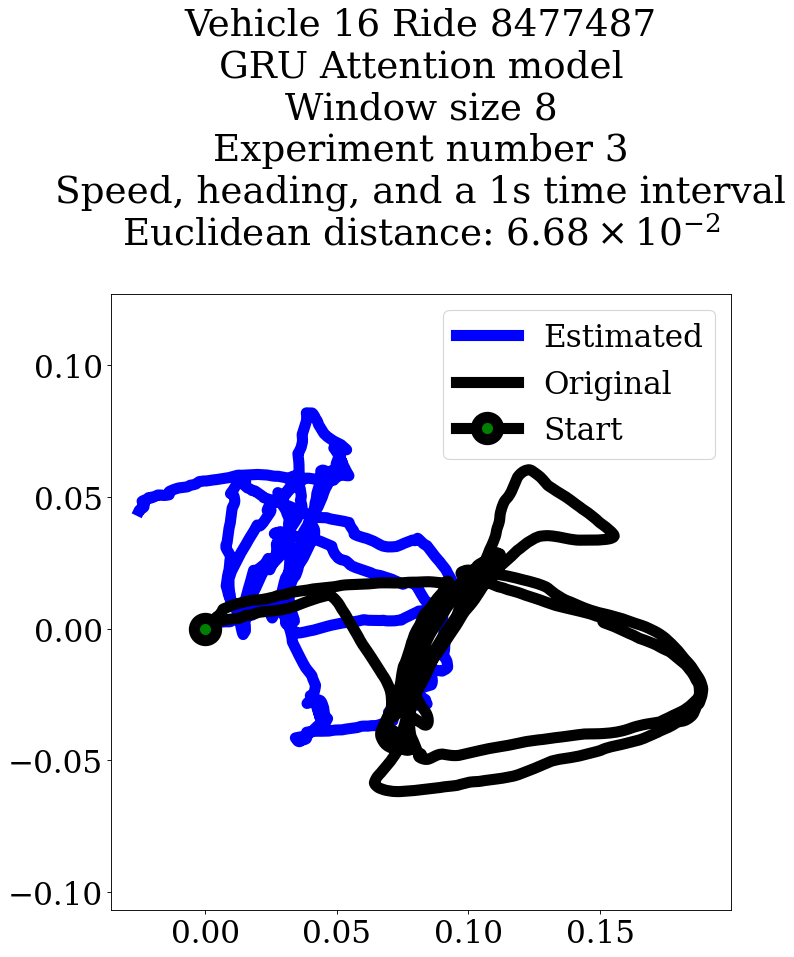 Vehicle 16 Ride 8477487
GRU Attention model
Window size 8
Experiment number 3
Speed, heading, and a 1s time interval
Euclidean distance: 6.68 × 10⁻²
Estimated
Original
Start
0.10
0.05
0.00
−0.05
−0.10
0.00 0.05 0.10 0.15